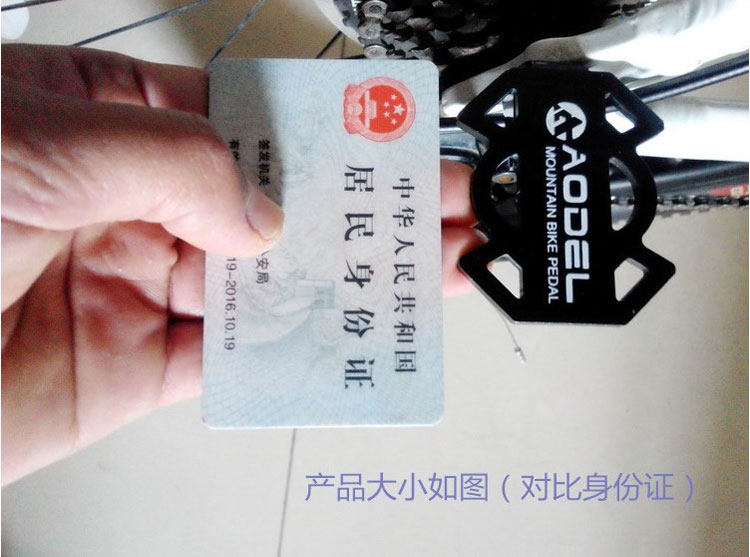 中华人民共和国
居民身份证
签发机关
安局
19-2016.10.19
AODEL
MOUNTAIN BIKE PEDAL
产品大小如图（对比身份证）